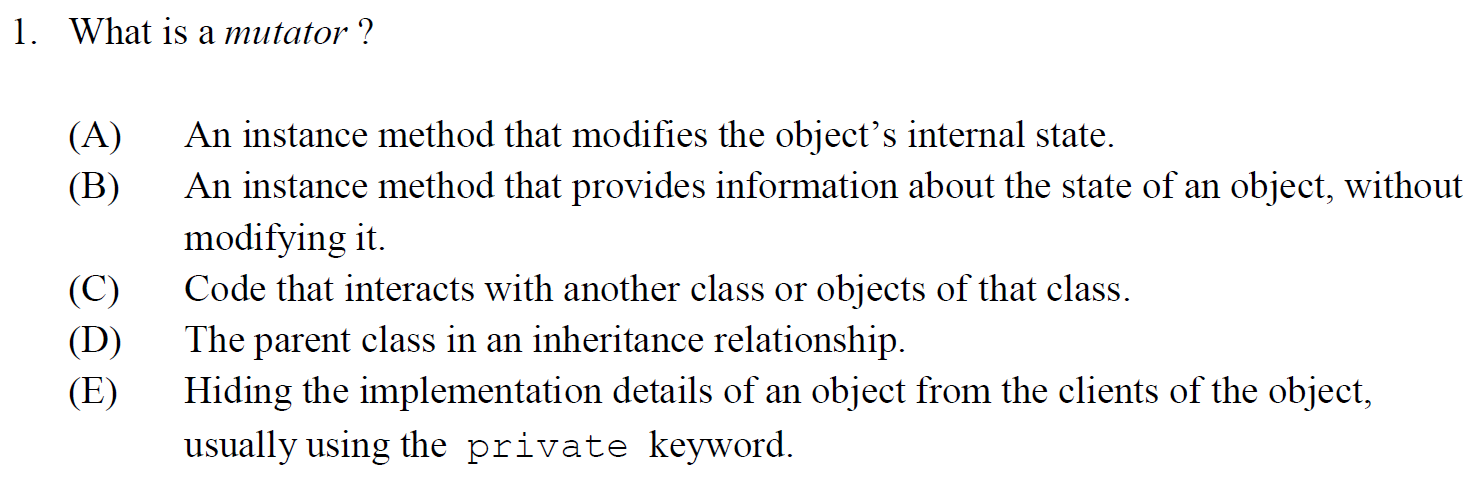 1. What is a mutator ?
(A) An instance method that modifies the object’s internal state.
(B) An instance method that provides information about the state of an object, without
modifying it.
(C) Code that interacts with another class or objects of that class.
(D) The parent class in an inheritance relationship.
(E) Hiding the implementation details of an object from the clients of the object,
usually using the private keyword.